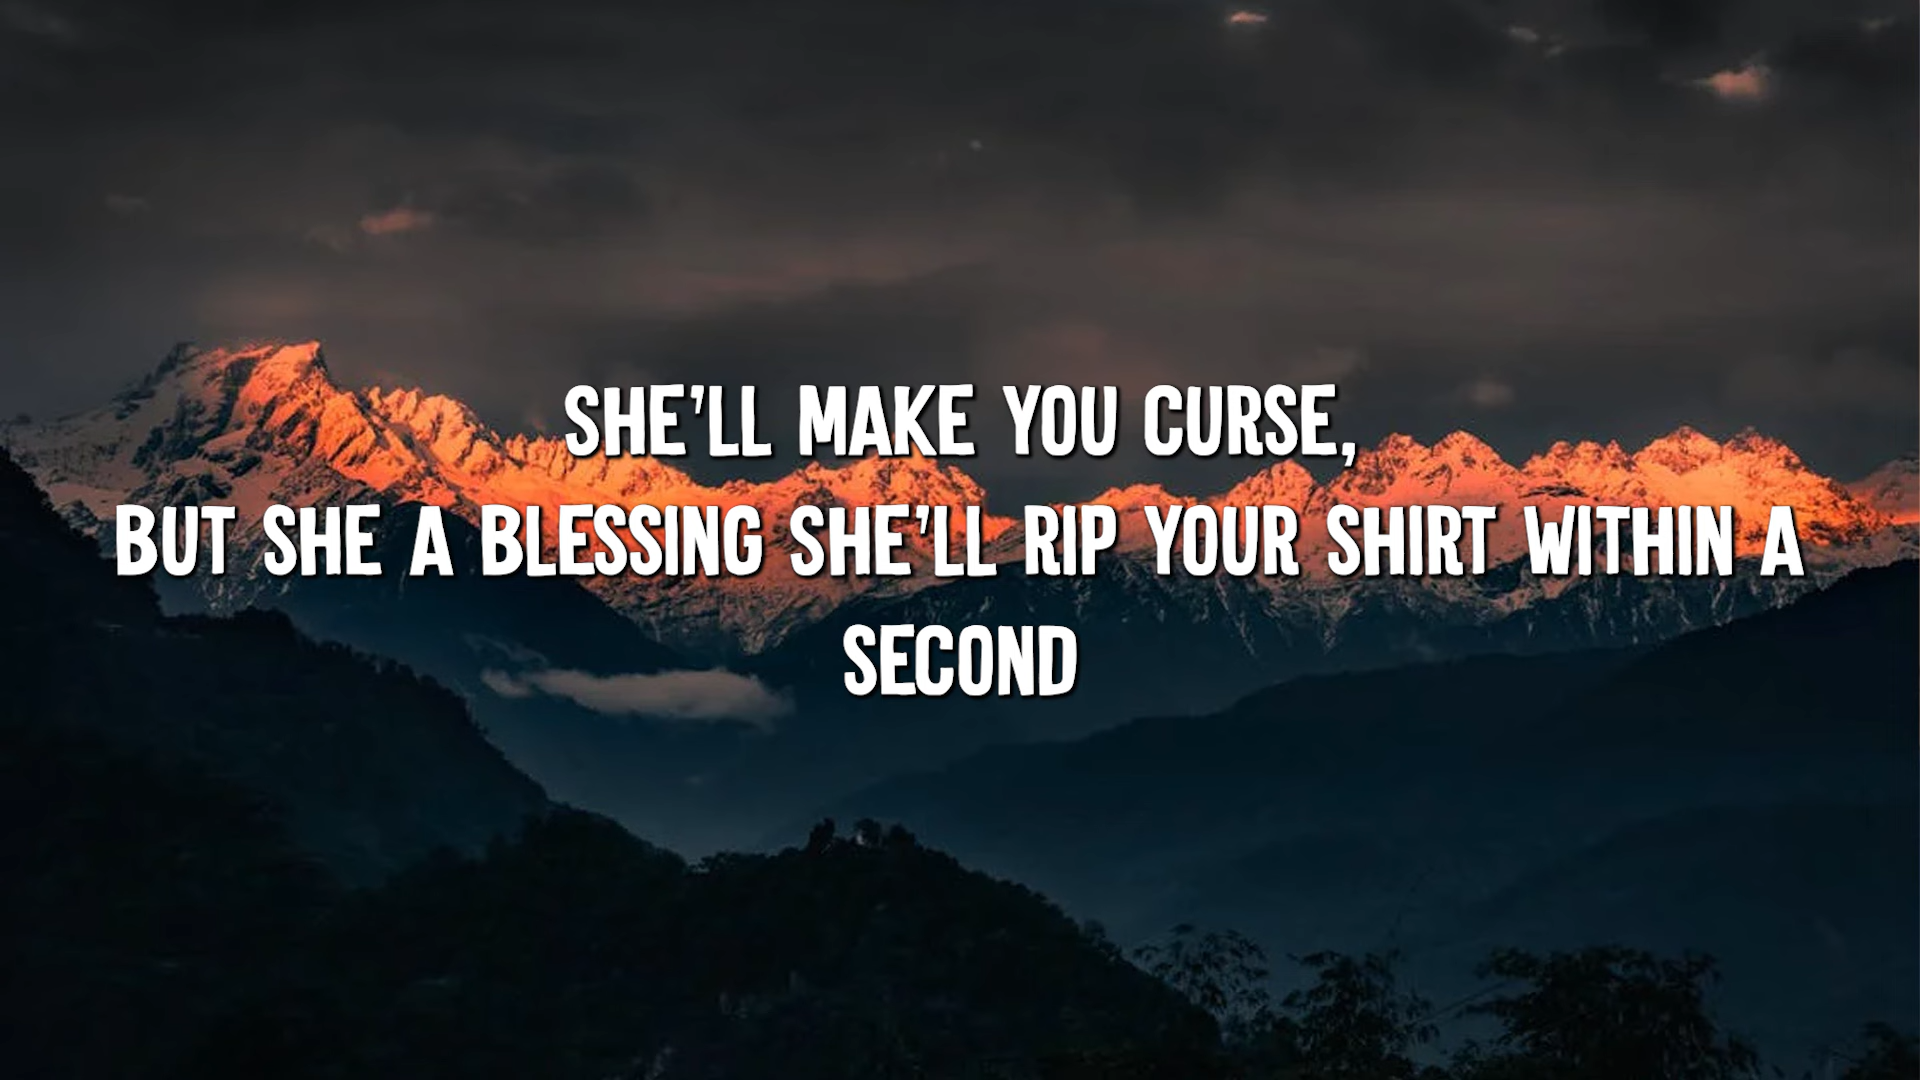 SHE'LL MAKE YOU CURSE,
BUT SHE A BLESSING SHE'LL RIP YOUR SHIRT WITHIN A
SECOND